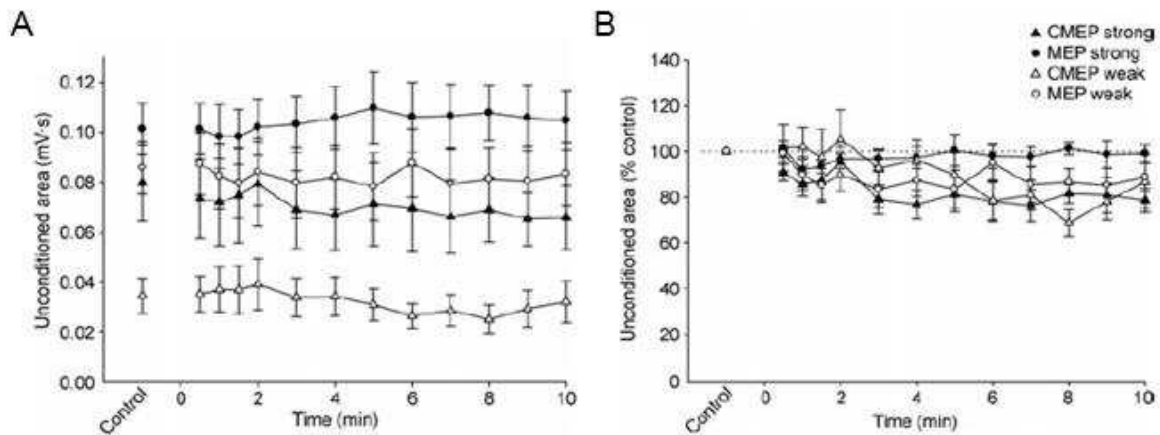 A
Unconditioned area (mV·s)
0.12
0.10
0.08
0.06
0.04
0.02
0.00
Control
0
2
4
6
8
10
Time (min)
B
CMEP strong
MEP strong
CMEP weak
MEP weak
Unconditioned area (% control)
140
120
100
80
60
40
20
0
Control
0
2
4
6
8
10
Time (min)